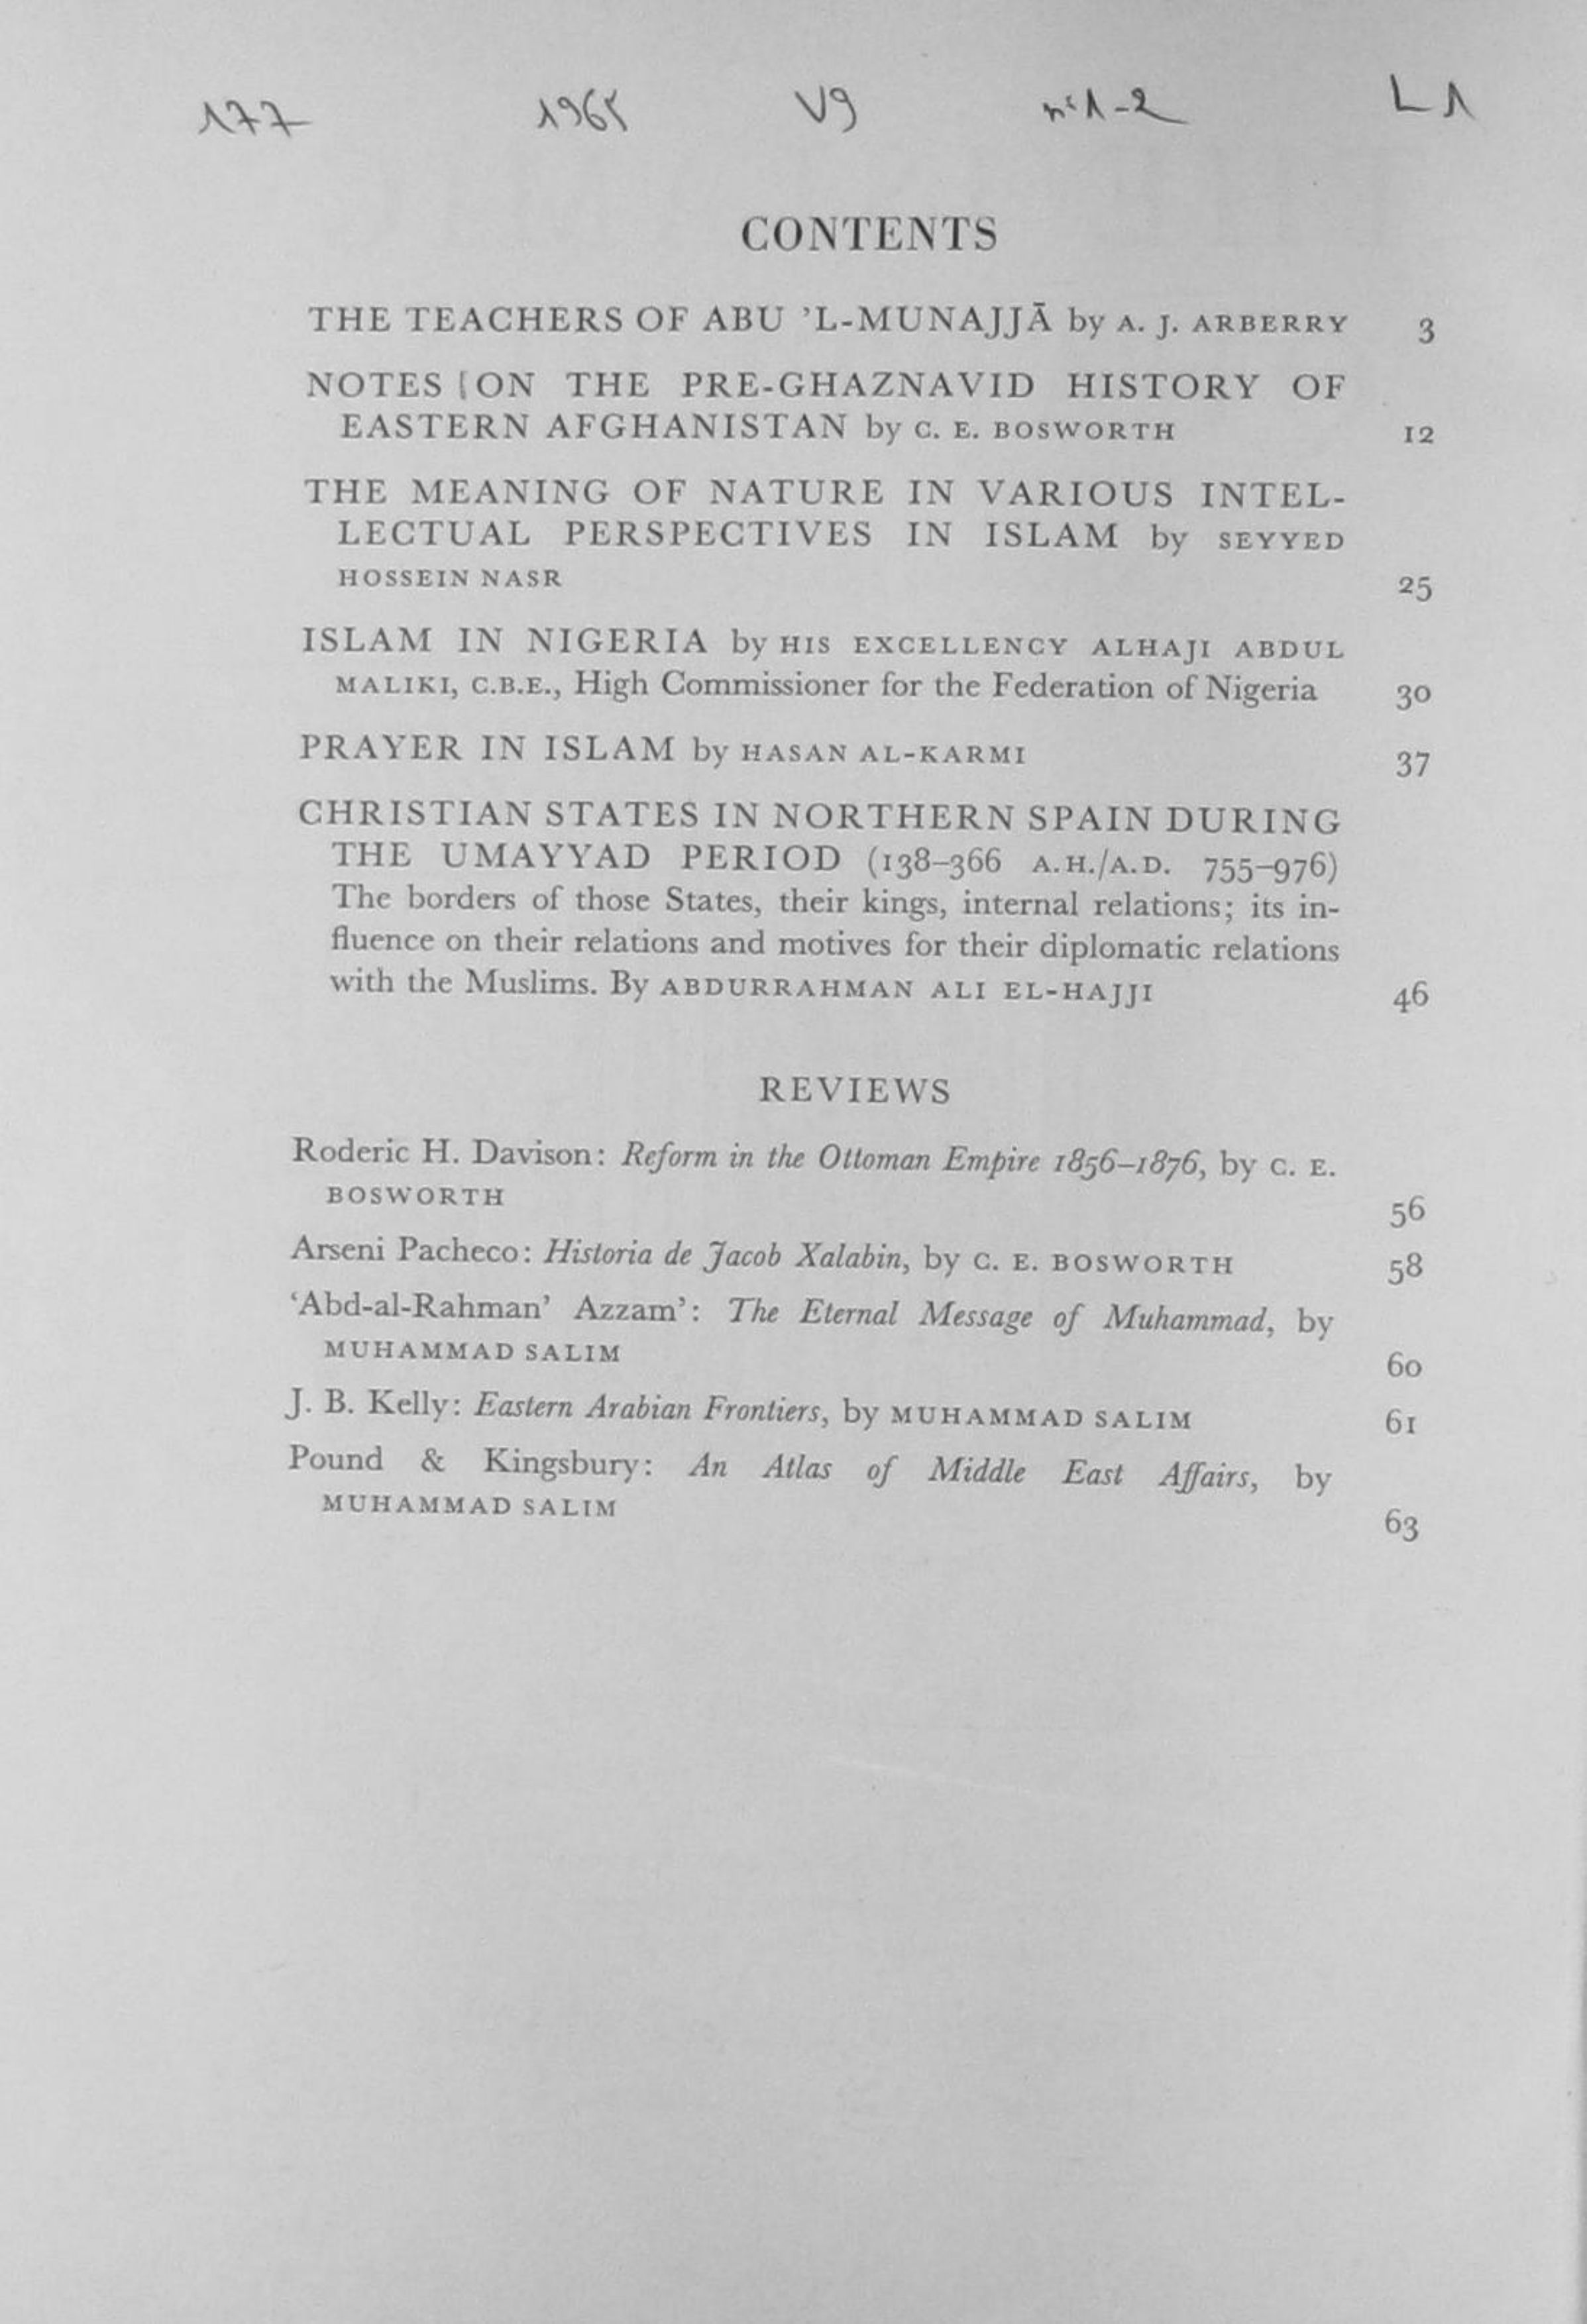 177 1965 V9 n°1-2 L1
CONTENTS
THE TEACHERS OF ABU ’L-MUNAJJĀ by A. J. ARBERRY 3
NOTES [ON THE PRE-GHAZNAVID HISTORY OF
EASTERN AFGHANISTAN by C. E. BOSWORTH 12
THE MEANING OF NATURE IN VARIOUS INTEL-
LECTUAL PERSPECTIVES IN ISLAM by SEYYED
HOSSEIN NASR 25
ISLAM IN NIGERIA by HIS EXCELLENCY ALHAJI ABDUL
MALIKI, C.B.E., High Commissioner for the Federation of Nigeria 30
PRAYER IN ISLAM by HASAN AL-KARMI 37
CHRISTIAN STATES IN NORTHERN SPAIN DURING
THE UMAYYAD PERIOD (138–366 A.H./A.D. 755–976)
The borders of those States, their kings, internal relations; its in-
fluence on their relations and motives for their diplomatic relations
with the Muslims. By ABDURRAHMAN ALI EL-HAJJI 46
REVIEWS
Roderic H. Davison: Reform in the Ottoman Empire 1856–1876, by C. E.
BOSWORTH 56
Arseni Pacheco: Historia de Jacob Xalabin, by C. E. BOSWORTH 58
‘Abd-al-Rahman’ Azzam’: The Eternal Message of Muhammad, by
MUHAMMAD SALIM 60
J. B. Kelly: Eastern Arabian Frontiers, by MUHAMMAD SALIM 61
Pound & Kingsbury: An Atlas of Middle East Affairs, by
MUHAMMAD SALIM 63